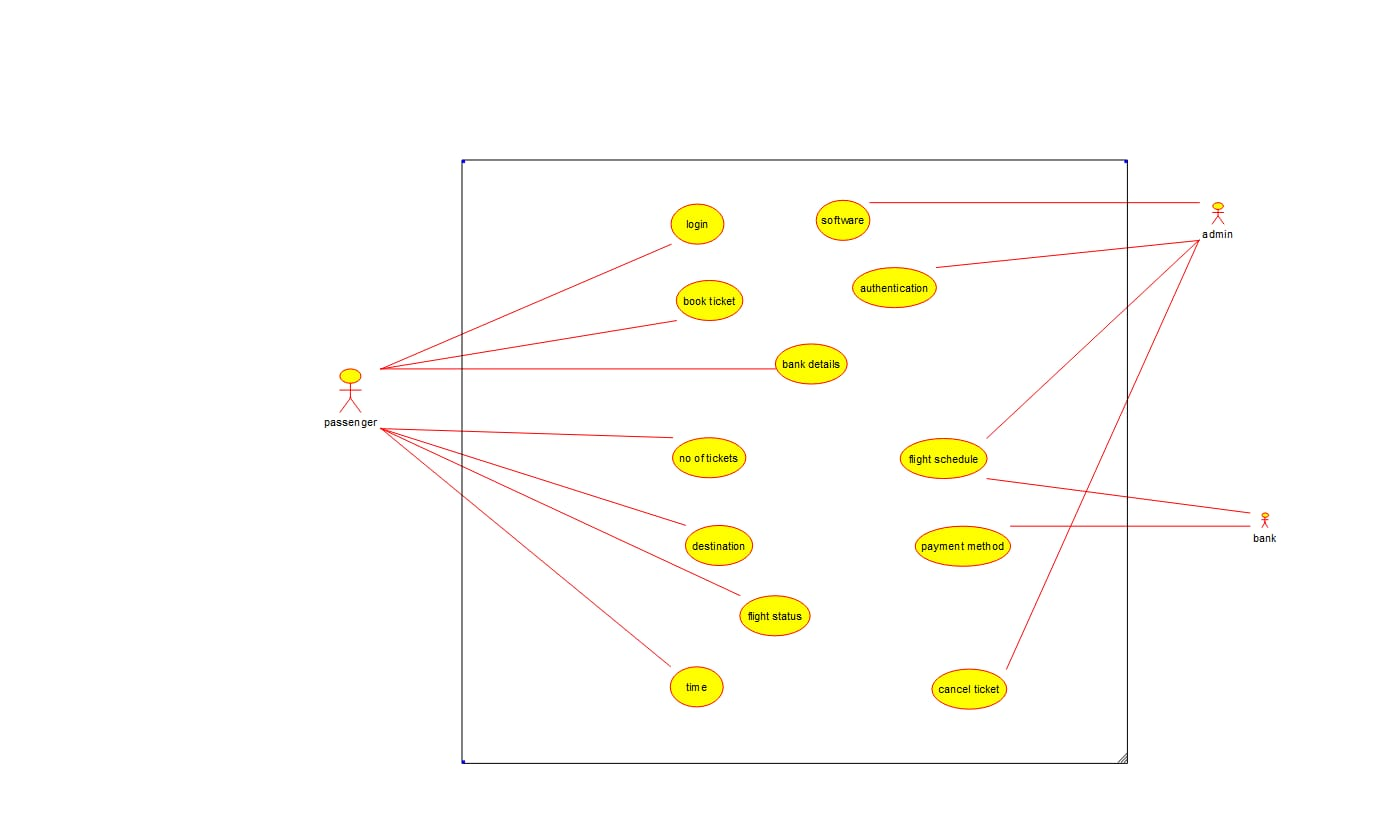 login
software
admin
authentication
book ticket
bank details
passenger
no of tickets
flight schedule
bank
destination
payment method
flight status
time
cancel ticket